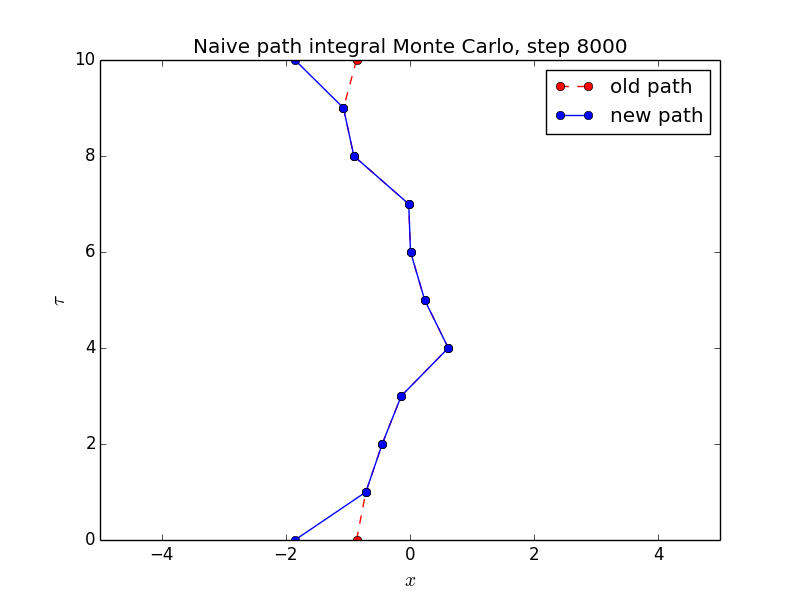 Naive path integral Monte Carlo, step 8000
old path
new path
10
8
6
4
2
0
τ
−4 −2 0 2 4
x